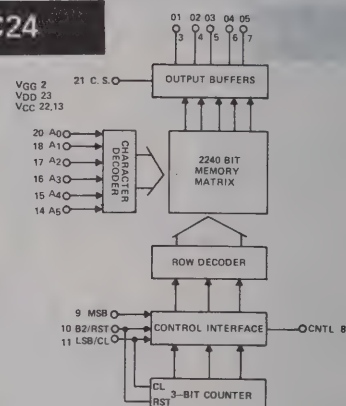 C24
01 02 03 04 05
3 4 5 6 7
21 C. S.
OUTPUT BUFFERS
VGG 2
VDD 23
VCC 22,13
20 A0
18 A1
17 A2
16 A3
15 A4
14 A5
CHARACTER DECODER
2240 BIT
MEMORY
MATRIX
ROW DECODER
9 MSB
10 B2/RST
11 LSB/CL
CONTROL INTERFACE
CNTL 8
CL
RST
3-BIT COUNTER